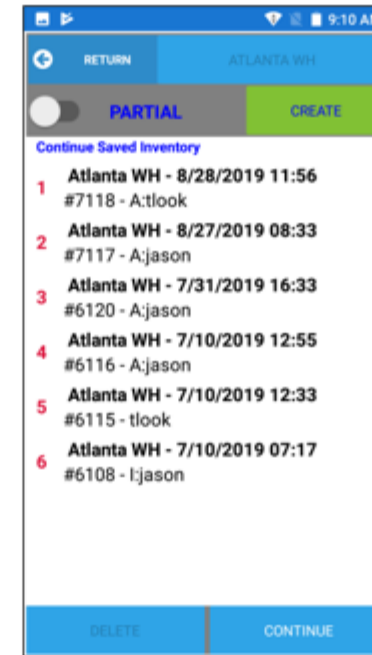 9:10 AM
RETURN
ATLANTA WH
PARTIAL
CREATE
Continue Saved Inventory
1
Atlanta WH - 8/28/2019 11:56
#7118 - A:tlook
2
Atlanta WH - 8/27/2019 08:33
#7117 - A:jason
3
Atlanta WH - 7/31/2019 16:33
#6120 - A:jason
4
Atlanta WH - 7/10/2019 12:55
#6116 - A:jason
5
Atlanta WH - 7/10/2019 12:33
#6115 - tlook
6
Atlanta WH - 7/10/2019 07:17
#6108 - I:jason
DELETE
CONTINUE